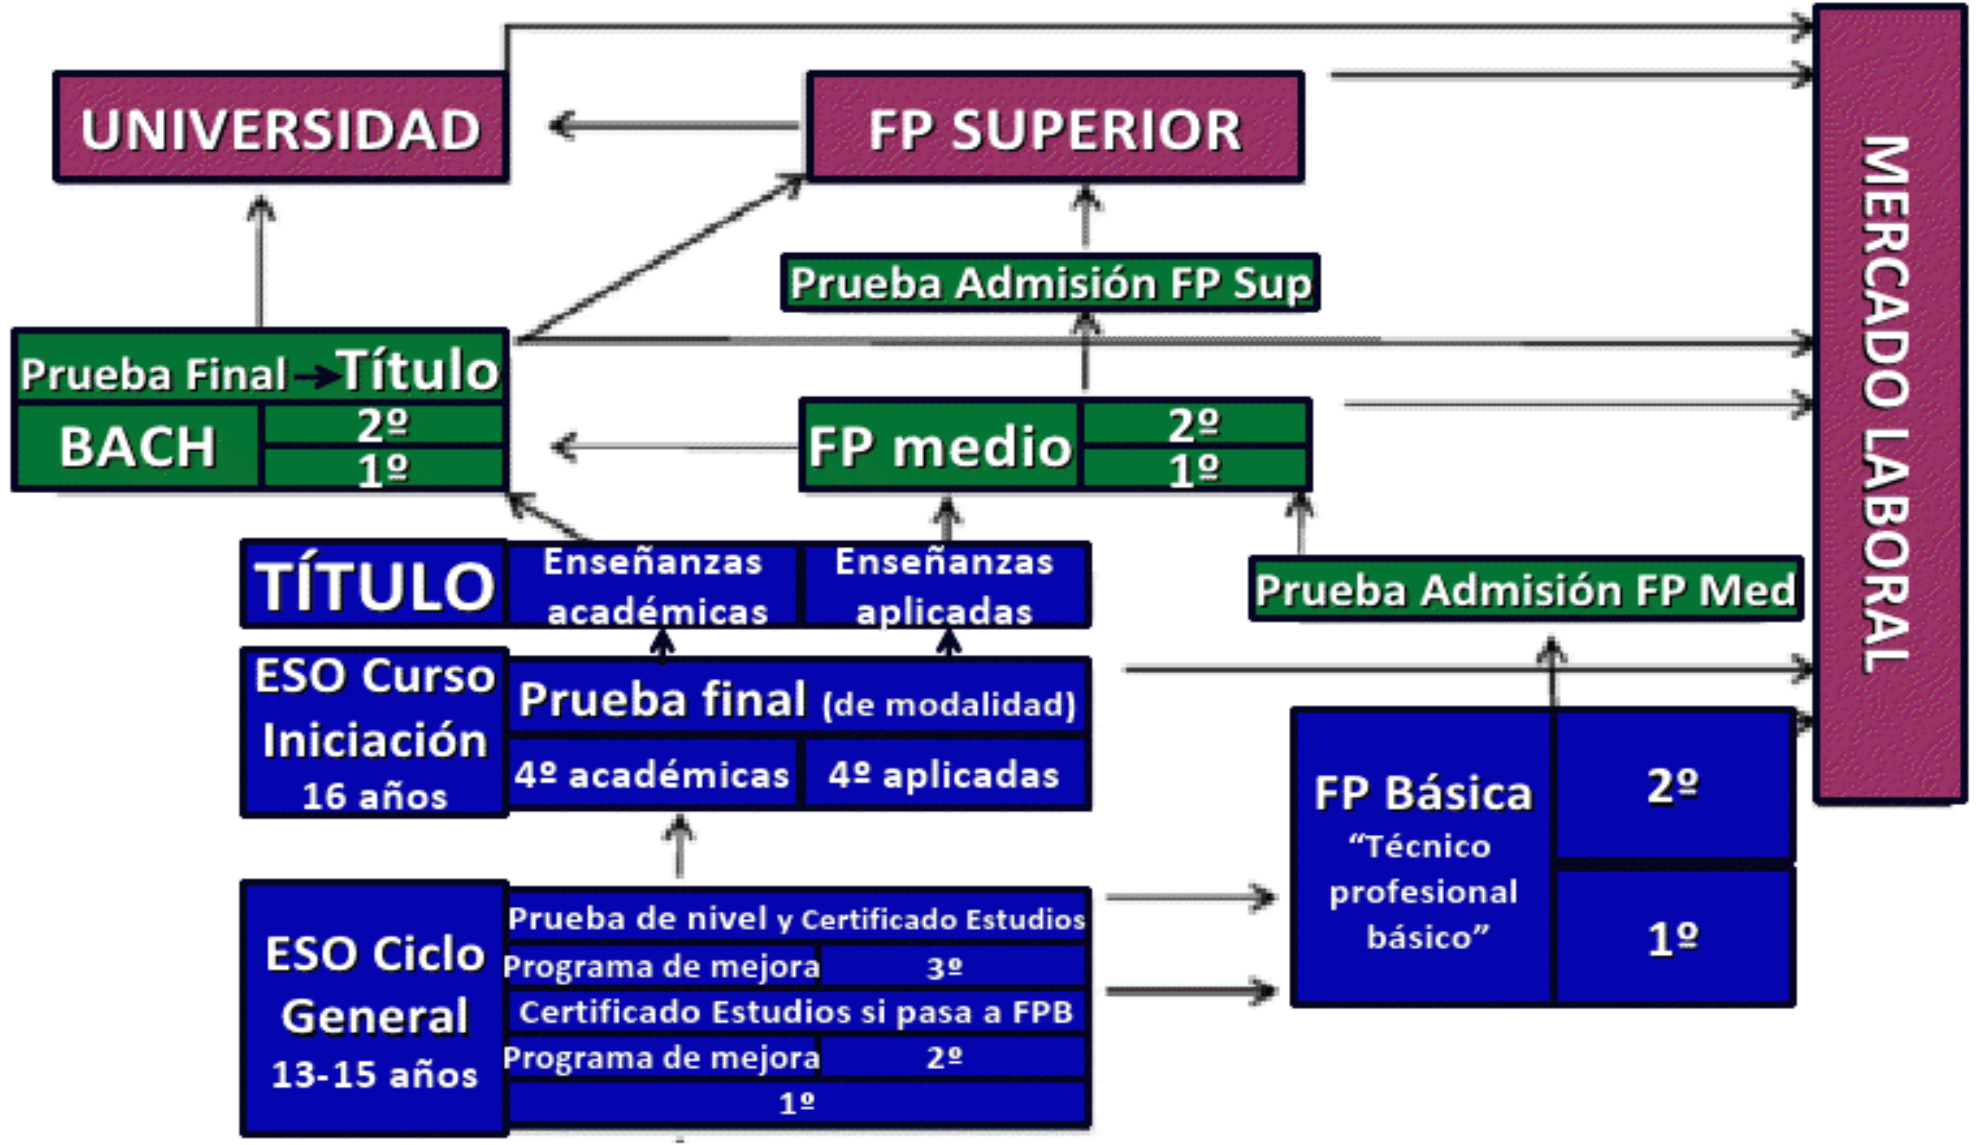 UNIVERSIDAD
FP SUPERIOR
MERCADO LABORAL
Prueba Admisión FP Sup
Prueba Final Título
BACH
2º
1º
FP medio
2º
1º
TÍTULO
Enseñanzas
académicas
Enseñanzas
aplicadas
Prueba Admisión FP Med
ESO Curso
Iniciación
16 años
Prueba final (de modalidad)
4º académicas
4º aplicadas
FP Básica
“Técnico
profesional
básico”
2º
1º
ESO Ciclo
General
13-15 años
Prueba de nivel y Certificado Estudios
Programa de mejora
3º
Certificado Estudios si pasa a FPB
Programa de mejora
2º
1º